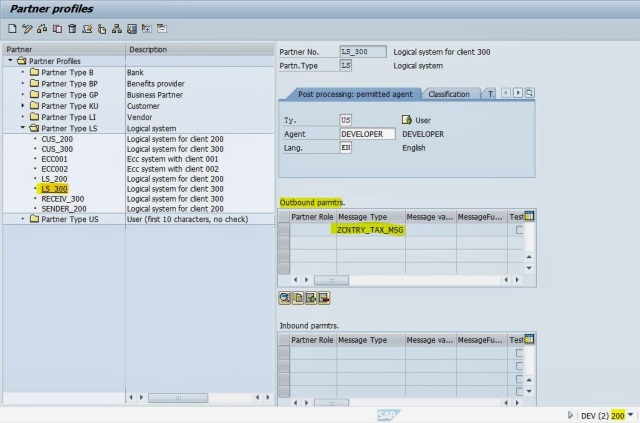 Partner profiles
Partner Description
Partner Profiles
Partner Type B Bank
Partner Type BP Benefits provider
Partner Type GP Business Partner
Partner Type KU Customer
Partner Type LI Vendor
Partner Type LS Logical system
CUS_200 Logical system for client 200
CUS_300 Logical system for client 300
ECC001 Ecc system with client 001
ECC002 Ecc system with client 002
LS_200 Logical system for client 200
LS_300 Logical system for client 300
RECEIV_300 Logical system for client 300
SENDER_200 Logical system for client 200
Partner Type US User (first 10 characters, no check)
Partner No. LS_300 Logical system for client 300
Partn.Type LS Logical system
Post processing: permitted agent Classification T.
Ty. US User
Agent DEVELOPER DEVELOPER
Lang. EN English
Outbound parmtrs.
Partner Role Message Type Message va... MessageFu... Test
ZCNTRY_TAX_MSG
Inbound parmtrs.
Partner Role Message Type Message va... MessageFu... Test
SAP DEV (2) 200